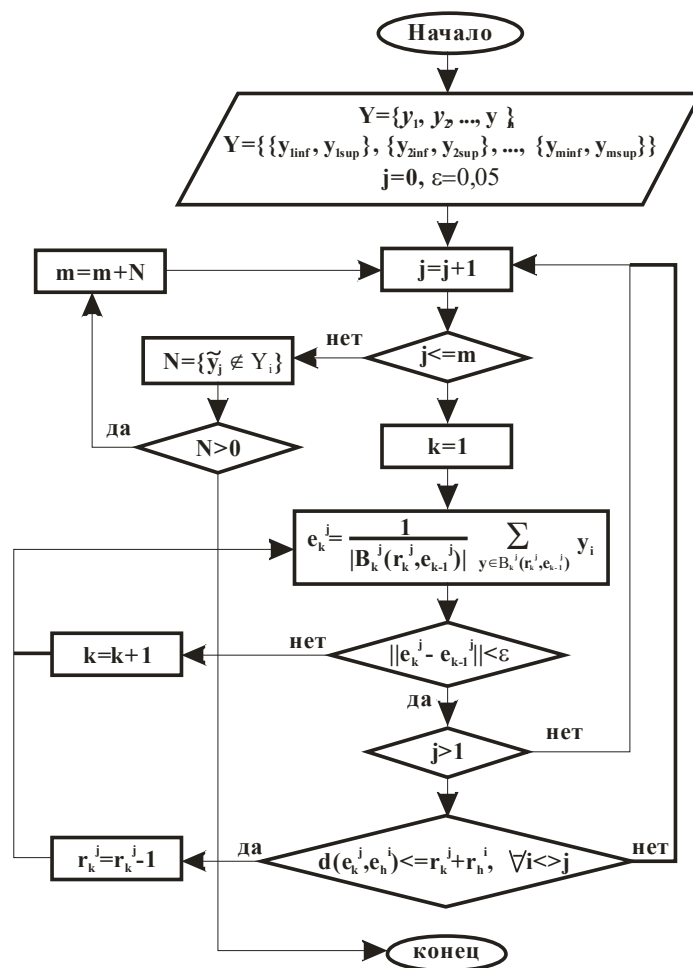 Начало
Y={y₁, y₂, ..., yₙ}
Y={{y₁inf, y₁sup}, {y₂inf, y₂sup}, ..., {yminf, ymsup}}
j=0, ε=0,05
m=m+N
j=j+1
нет
N={ỹⱼ ∉ Yᵢ}
j<=m
да
N>0
k=1
eₖʲ= 1/|Bₖʲ(rₖʲ,eₖ₋₁ʲ)| ∑ y∈Bₖʲ(rₖʲ,eₖ₋₁ʲ) yᵢ
нет
k=k+1
||eₖʲ- eₖ₋₁ʲ||<ε
да
нет
j>1
rₖʲ=rₖʲ-1
да
d(eₖʲ,eₕⁱ)<=rₖʲ+rₕⁱ, ∀i<>j
нет
конец